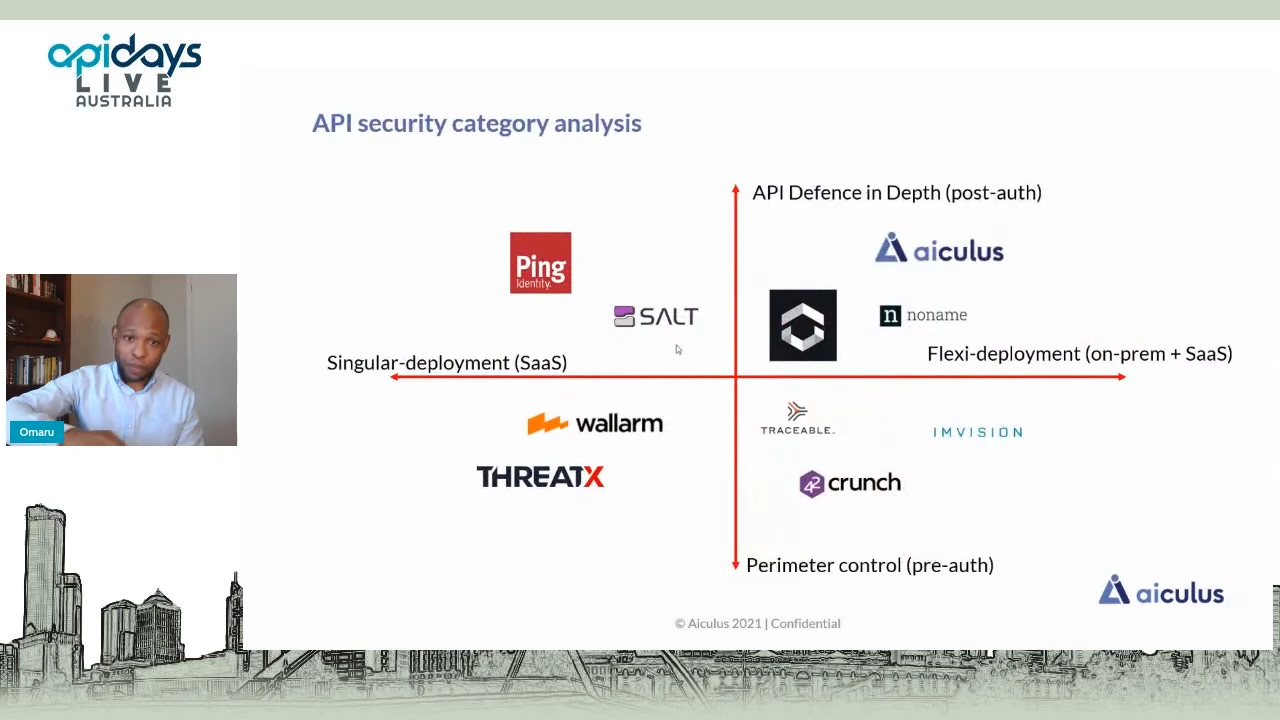 apidays
LIVE
AUSTRALIA
API security category analysis
API Defence in Depth (post-auth)
Ping
Identity.
aiculus
SALT
n noname
Singular-deployment (SaaS)
Flexi-deployment (on-prem + SaaS)
wallarm
TRACEABLE
IMVISION
THREATX
42 crunch
Omaru
Perimeter control (pre-auth)
aiculus
© Aiculus 2021 | Confidential